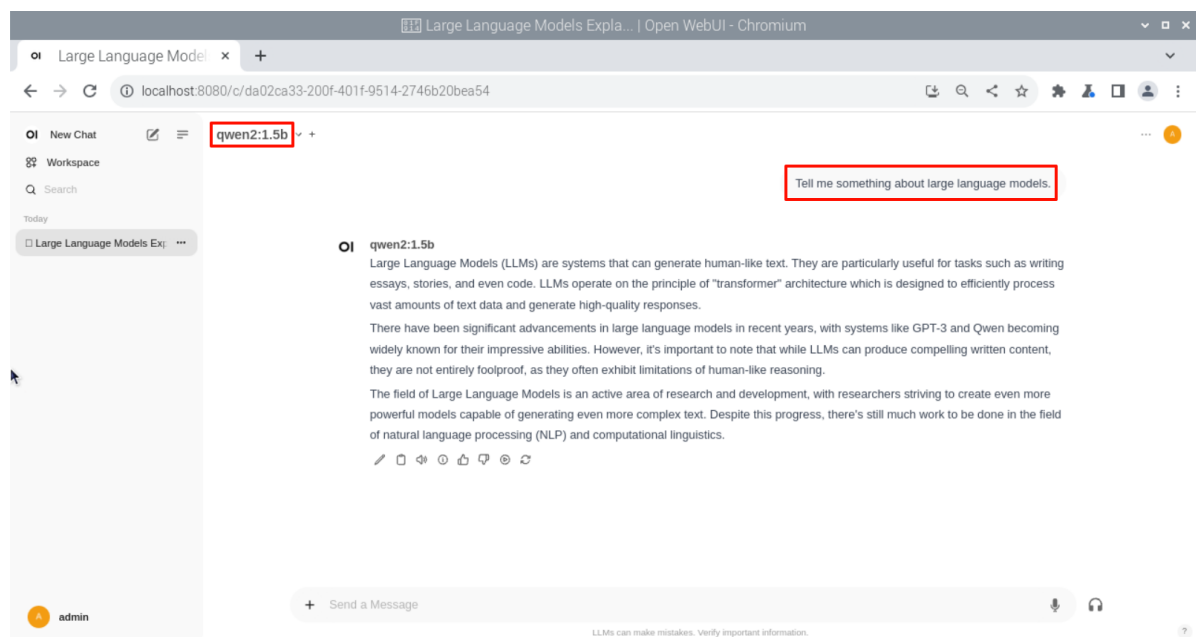 Large Language Models Expla... | Open WebUI - Chromium
OI Large Language Model
localhost:8080/c/da02ca33-200f-401f-9514-2746b20bea54
OI New Chat
qwen2:1.5b
A
Workspace
Search
Tell me something about large language models.
Today
Large Language Models Exp
OI qwen2:1.5b
Large Language Models (LLMs) are systems that can generate human-like text. They are particularly useful for tasks such as writing
essays, stories, and even code. LLMs operate on the principle of "transformer" architecture which is designed to efficiently process
vast amounts of text data and generate high-quality responses.
There have been significant advancements in large language models in recent years, with systems like GPT-3 and Qwen becoming
widely known for their impressive abilities. However, it's important to note that while LLMs can produce compelling written content,
they are not entirely foolproof, as they often exhibit limitations of human-like reasoning.
The field of Large Language Models is an active area of research and development, with researchers striving to create even more
powerful models capable of generating even more complex text. Despite this progress, there's still much work to be done in the field
of natural language processing (NLP) and computational linguistics.
Send a Message
A admin
LLMs can make mistakes. Verify important information.
?